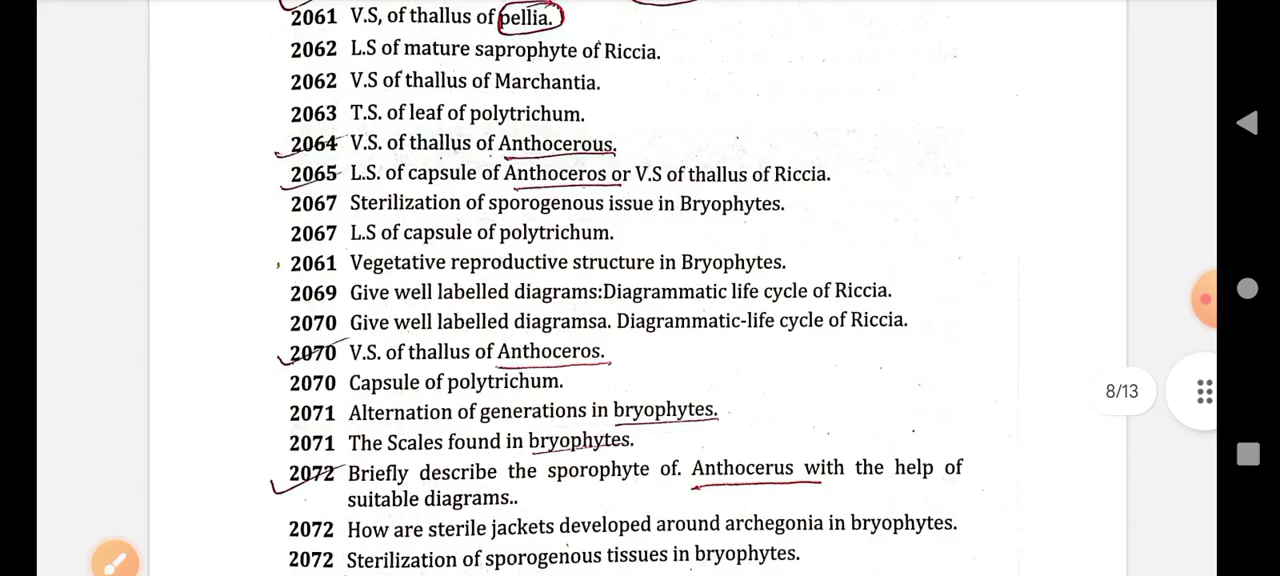 2061 V.S, of thallus of pellia.
2062 L.S of mature saprophyte of Riccia.
2062 V.S of thallus of Marchantia.
2063 T.S. of leaf of polytrichum.
2064 V.S. of thallus of Anthocerous.
2065 L.S. of capsule of Anthoceros or V.S of thallus of Riccia.
2067 Sterilization of sporogenous issue in Bryophytes.
2067 L.S of capsule of polytrichum.
2061 Vegetative reproductive structure in Bryophytes.
2069 Give well labelled diagrams:Diagrammatic life cycle of Riccia.
2070 Give well labelled diagramsa. Diagrammatic-life cycle of Riccia.
2070 V.S. of thallus of Anthoceros.
2070 Capsule of polytrichum.
2071 Alternation of generations in bryophytes.
2071 The Scales found in bryophytes.
2072 Briefly describe the sporophyte of. Anthocerus with the help of
suitable diagrams..
2072 How are sterile jackets developed around archegonia in bryophytes.
2072 Sterilization of sporogenous tissues in bryophytes.
8/13